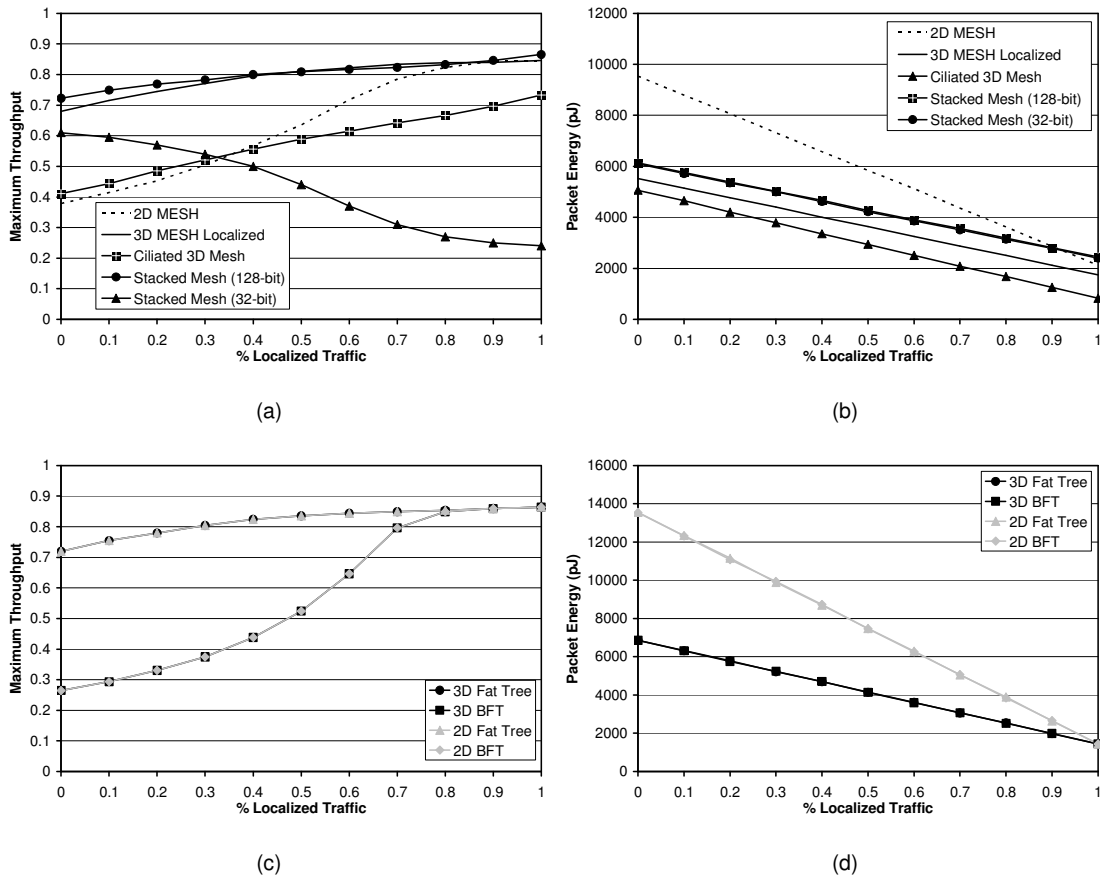 1
0.9
0.8
0.7
0.6
0.5
0.4
0.3
0.2
0.1
0
Maximum Throughput
2D MESH
3D MESH Localized
Ciliated 3D Mesh
Stacked Mesh (128-bit)
Stacked Mesh (32-bit)
0 0.1 0.2 0.3 0.4 0.5 0.6 0.7 0.8 0.9 1
% Localized Traffic
(a)
12000
10000
8000
6000
4000
2000
0
Packet Energy (pJ)
2D MESH
3D MESH Localized
Ciliated 3D Mesh
Stacked Mesh (128-bit)
Stacked Mesh (32-bit)
0 0.1 0.2 0.3 0.4 0.5 0.6 0.7 0.8 0.9 1
% Localized Traffic
(b)
1
0.9
0.8
0.7
0.6
0.5
0.4
0.3
0.2
0.1
0
Maximum Throughput
3D Fat Tree
3D BFT
2D Fat Tree
2D BFT
0 0.1 0.2 0.3 0.4 0.5 0.6 0.7 0.8 0.9 1
% Localized Traffic
(c)
16000
14000
12000
10000
8000
6000
4000
2000
0
Packet Energy (pJ)
3D Fat Tree
3D BFT
2D Fat Tree
2D BFT
0 0.1 0.2 0.3 0.4 0.5 0.6 0.7 0.8 0.9 1
% Localized Traffic
(d)